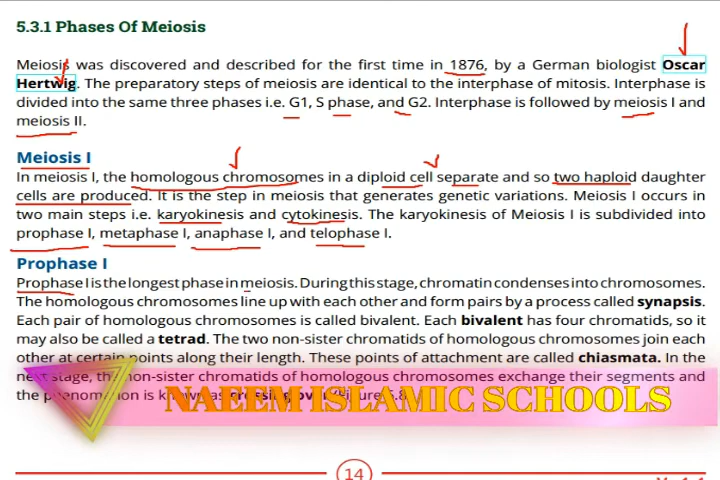 5.3.1 Phases Of Meiosis
Meiosis was discovered and described for the first time in 1876, by a German biologist Oscar
Hertwig. The preparatory steps of meiosis are identical to the interphase of mitosis. Interphase is
divided into the same three phases i.e. G1, S phase, and G2. Interphase is followed by meiosis I and
meiosis II.
Meiosis I
In meiosis I, the homologous chromosomes in a diploid cell separate and so two haploid daughter
cells are produced. It is the step in meiosis that generates genetic variations. Meiosis I occurs in
two main steps i.e. karyokinesis and cytokinesis. The karyokinesis of Meiosis I is subdivided into
prophase I, metaphase I, anaphase I, and telophase I.
Prophase I
Prophase I is the longest phase in meiosis. During this stage, chromatin condenses into chromosomes.
The homologous chromosomes line up with each other and form pairs by a process called synapsis.
Each pair of homologous chromosomes is called bivalent. Each bivalent has four chromatids, so it
may also be called a tetrad. The two non-sister chromatids of homologous chromosomes join each
other at certain points along their length. These points of attachment are called chiasmata. In the
stage, non-sister chromatids of homologous chromosomes exchange their segments and
the is
NAEEM ISLAMIC SCHOOLS
14